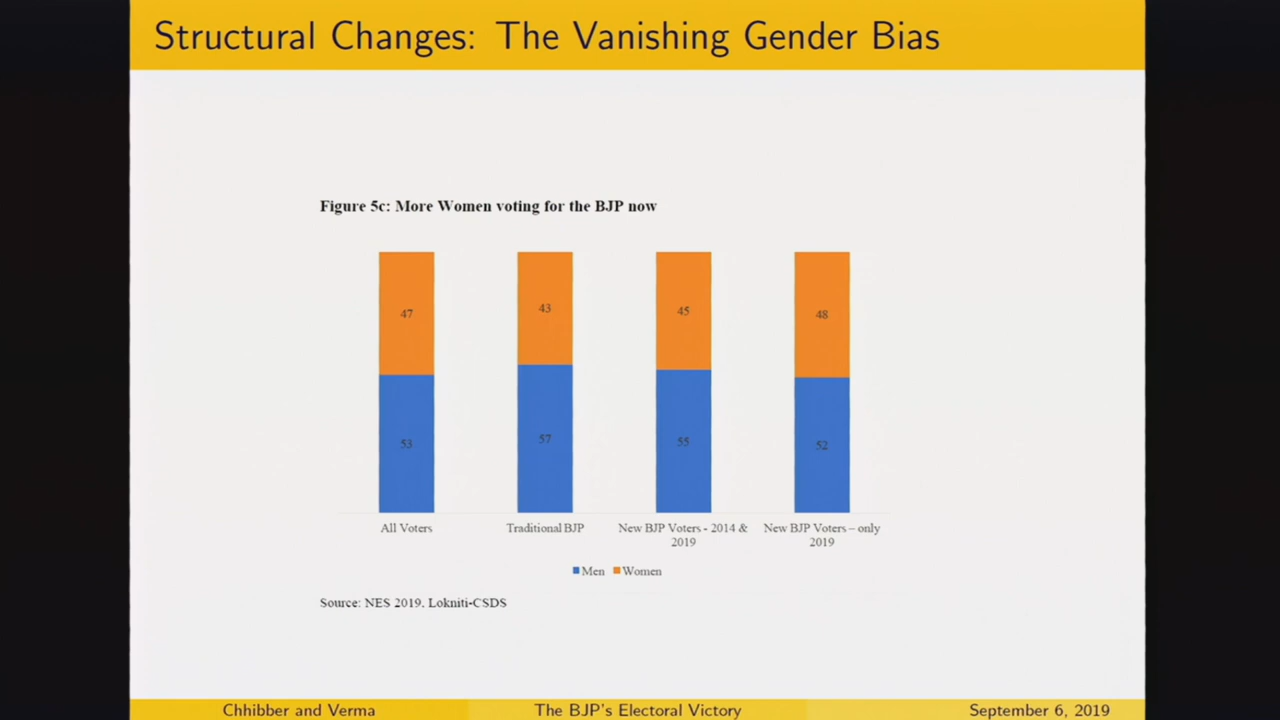 Structural Changes: The Vanishing Gender Bias
Figure 5c: More Women voting for the BJP now
47
43
45
48
53
57
55
52
All Voters
Traditional BJP
New BJP Voters - 2014 &
2019
New BJP Voters – only
2019
Men
Women
Source: NES 2019, Lokniti-CSDS
Chhibber and Verma
The BJP's Electoral Victory
September 6, 2019